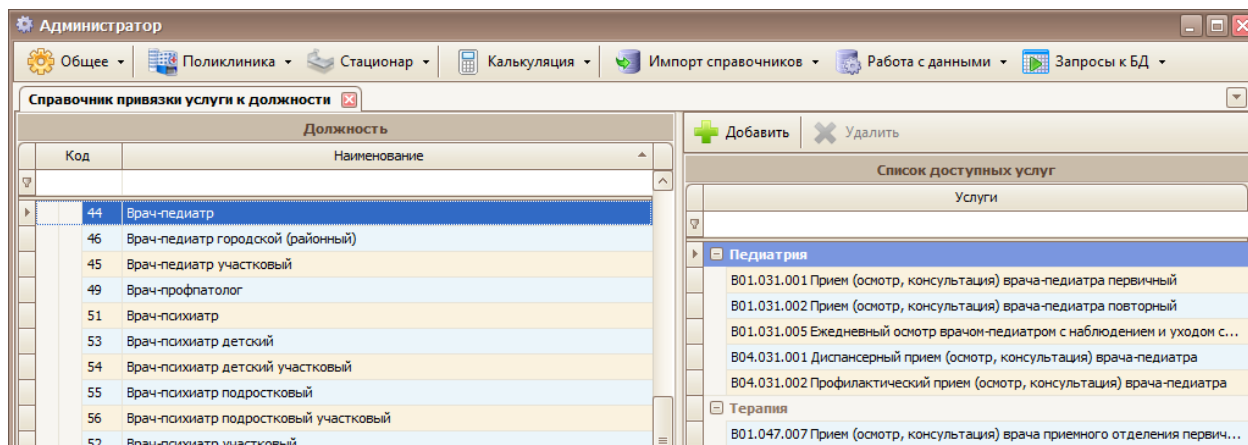 Администратор
Общее Поликлиника Стационар Калькуляция Импорт справочников Работа с данными Запросы к БД
Справочник привязки услуги к должности
Должность
Код Наименование
44 Врач-педиатр
46 Врач-педиатр городской (районный)
45 Врач-педиатр участковый
49 Врач-профпатолог
51 Врач-психиатр
53 Врач-психиатр детский
54 Врач-психиатр детский участковый
55 Врач-психиатр подростковый
56 Врач-психиатр подростковый участковый
52 Врач-психиатр участковый
Добавить Удалить
Список доступных услуг
Услуги
Педиатрия
B01.031.001 Прием (осмотр, консультация) врача-педиатра первичный
B01.031.002 Прием (осмотр, консультация) врача-педиатра повторный
B01.031.005 Ежедневный осмотр врачом-педиатром с наблюдением и уходом с...
B04.031.001 Диспансерный прием (осмотр, консультация) врача-педиатра
B04.031.002 Профилактический прием (осмотр, консультация) врача-педиатра
Терапия
B01.047.007 Прием (осмотр, консультация) врача приемного отделения первич...